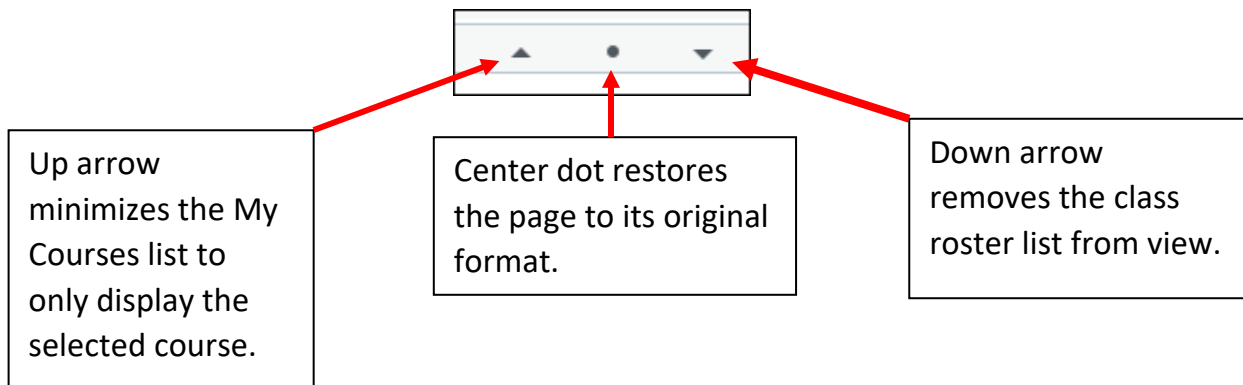 Up arrow
minimizes the My
Courses list to
only display the
selected course.
Center dot restores
the page to its original
format.
Down arrow
removes the class
roster list from view.